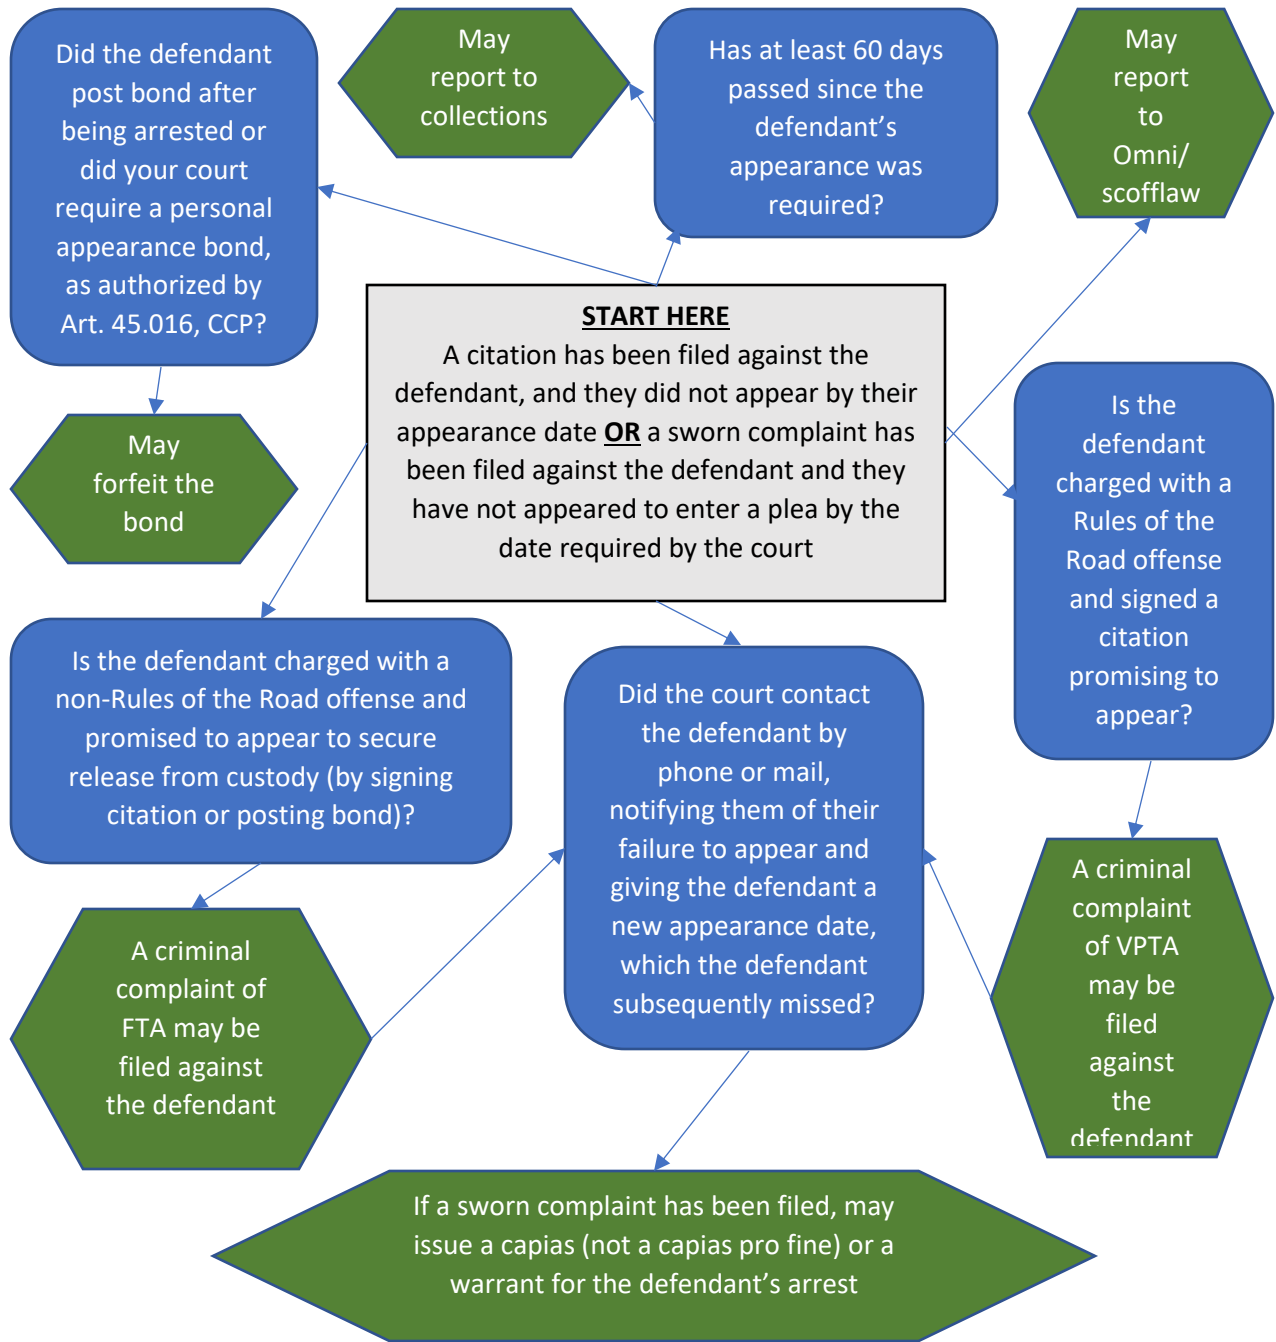 Did the defendant
post bond after
being arrested or
did your court
require a personal
appearance bond,
as authorized by
Art. 45.016, CCP?
May
report to
collections
Has at least 60 days
passed since the
defendant’s
appearance was
required?
May
report
to
Omni/
scofflaw
START HERE
A citation has been filed against the
defendant, and they did not appear by their
appearance date OR a sworn complaint has
been filed against the defendant and they
have not appeared to enter a plea by the
date required by the court
May
forfeit the
bond
Is the
defendant
charged with a
Rules of the
Road offense
and signed a
citation
promising to
appear?
Is the defendant charged with a
non-Rules of the Road offense and
promised to appear to secure
release from custody (by signing
citation or posting bond)?
Did the court contact
the defendant by
phone or mail,
notifying them of their
failure to appear and
giving the defendant a
new appearance date,
which the defendant
subsequently missed?
A criminal
complaint of
FTA may be
filed against
the defendant
A criminal
complaint
of VPTA
may be
filed
against
the
defendant
If a sworn complaint has been filed, may
issue a capias (not a capias pro fine) or a
warrant for the defendant’s arrest